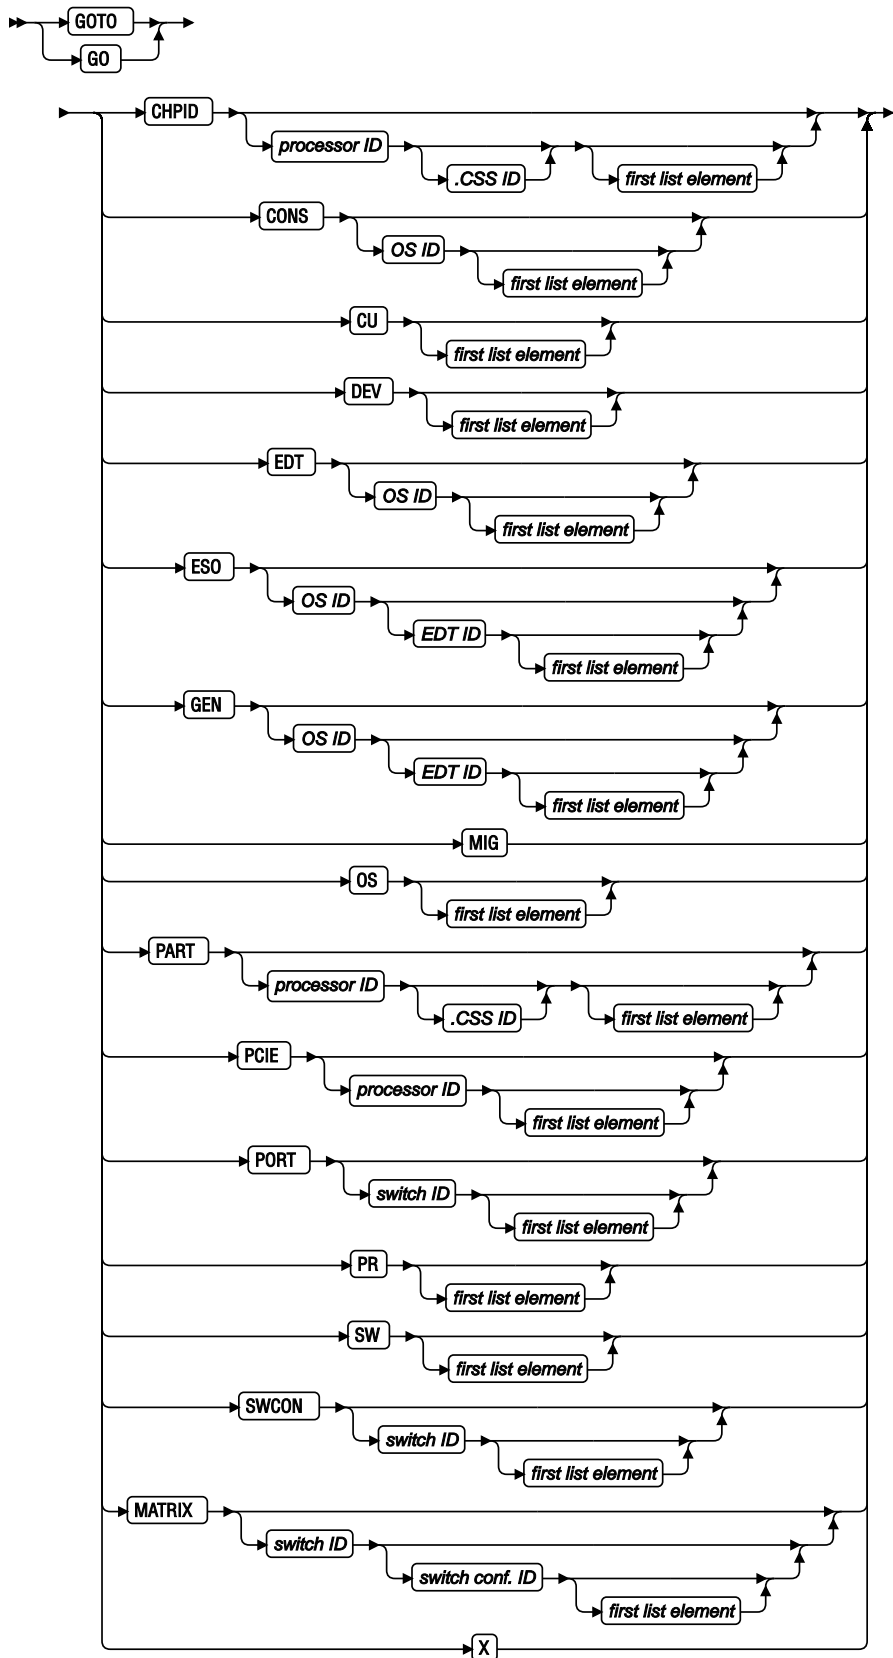 GOTO
GO
CHPID
processor ID
.CSS ID
first list element
CONS
OS ID
first list element
CU
first list element
DEV
first list element
EDT
OS ID
first list element
ESO
OS ID
EDT ID
first list element
GEN
OS ID
EDT ID
first list element
MIG
OS
first list element
PART
processor ID
.CSS ID
first list element
PCIE
processor ID
first list element
PORT
switch ID
first list element
PR
first list element
SW
first list element
SWCON
switch ID
first list element
MATRIX
switch ID
switch conf. ID
first list element
X